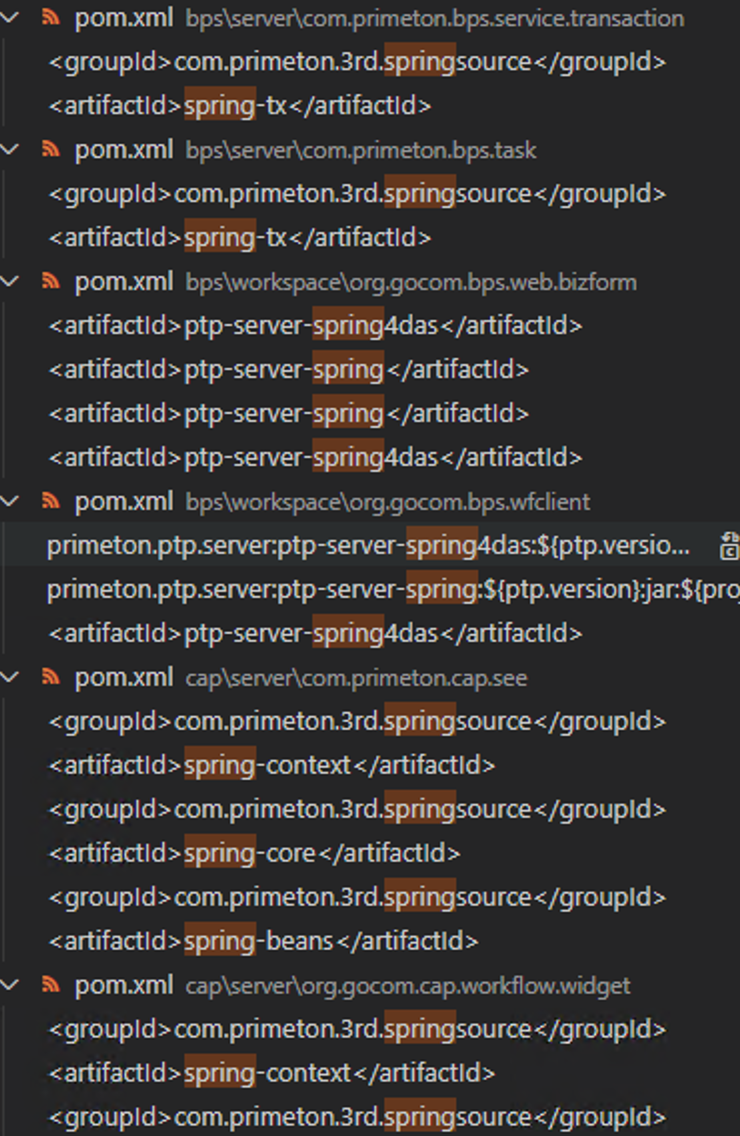 pom.xml bps\server\com.primeton.bps.service.transaction
<groupId>com.primeton.3rd.springsource</groupId>
<artifactId>spring-tx</artifactId>
pom.xml bps\server\com.primeton.bps.task
<groupId>com.primeton.3rd.springsource</groupId>
<artifactId>spring-tx</artifactId>
pom.xml bps\workspace\org.gocom.bps.web.bizform
<artifactId>ptp-server-spring4das</artifactId>
<artifactId>ptp-server-spring</artifactId>
<artifactId>ptp-server-spring</artifactId>
<artifactId>ptp-server-spring4das</artifactId>
pom.xml bps\workspace\org.gocom.bps.wfclient
primeton.ptp.server:ptp-server-spring4das:${ptp.versio...
primeton.ptp.server:ptp-server-spring:${ptp.version}:jar:${pro
<artifactId>ptp-server-spring4das</artifactId>
pom.xml cap\server\com.primeton.cap.see
<groupId>com.primeton.3rd.springsource</groupId>
<artifactId>spring-context</artifactId>
<groupId>com.primeton.3rd.springsource</groupId>
<artifactId>spring-core</artifactId>
<groupId>com.primeton.3rd.springsource</groupId>
<artifactId>spring-beans</artifactId>
pom.xml cap\server\org.gocom.cap.workflow.widget
<groupId>com.primeton.3rd.springsource</groupId>
<artifactId>spring-context</artifactId>
<groupId>com.primeton.3rd.springsource</groupId>